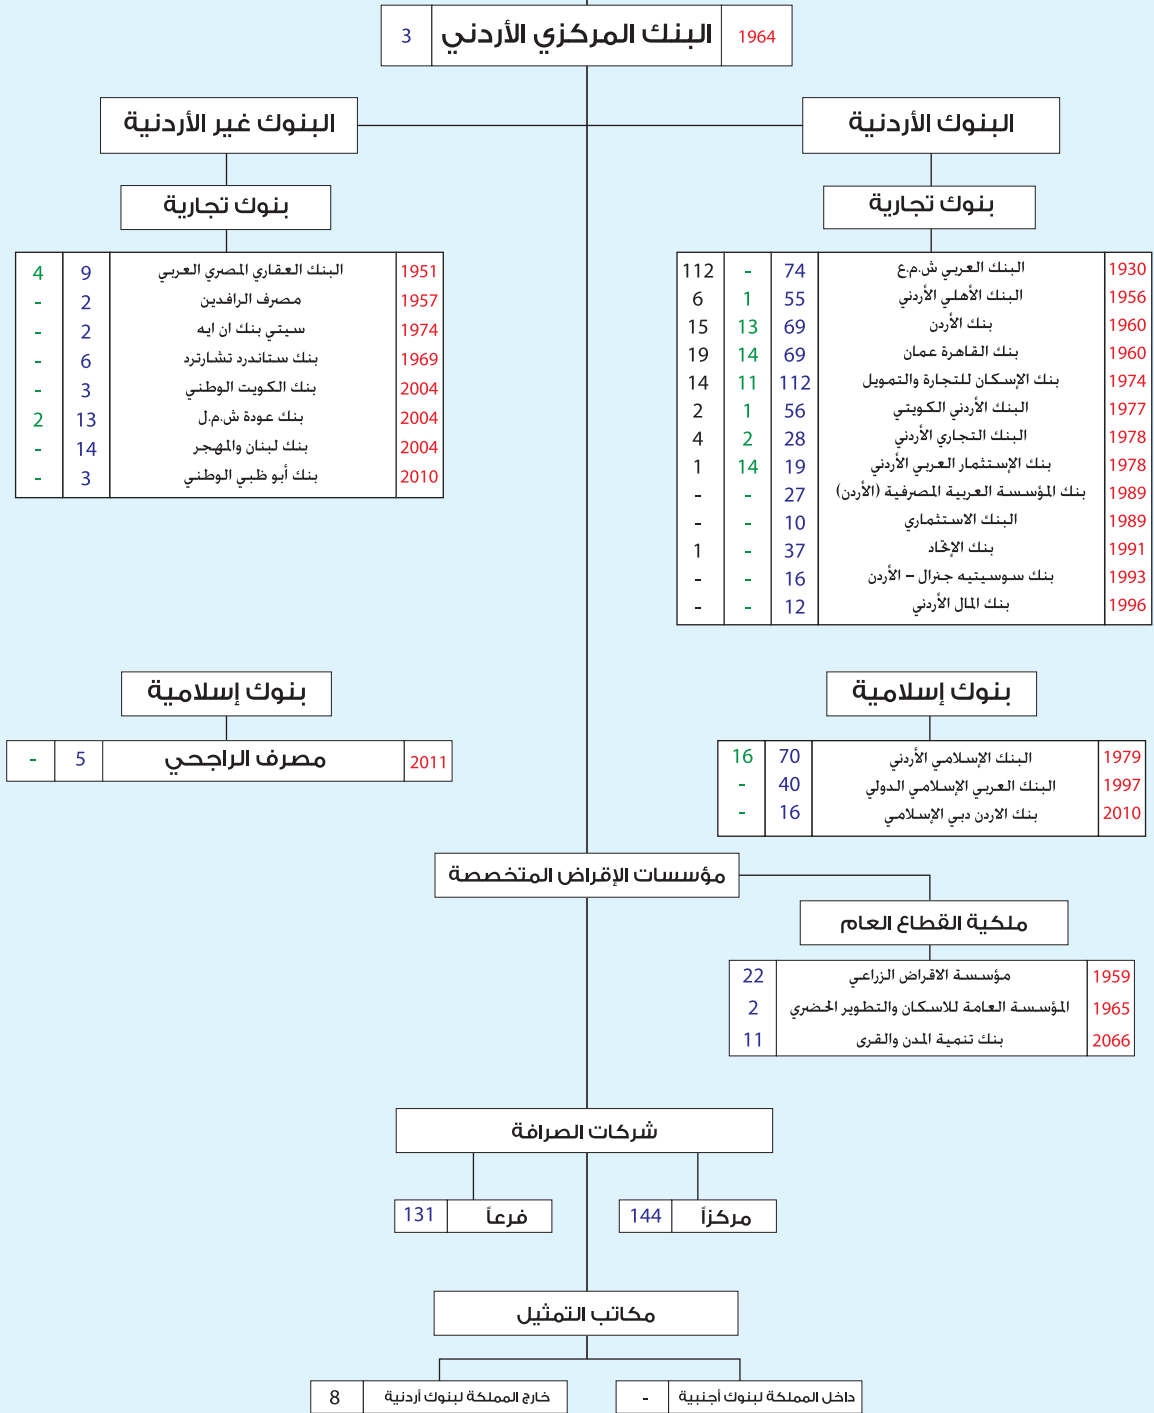 1964 البنك المركزي الأردني 3
البنوك الأردنية
البنوك غير الأردنية
بنوك تجارية
1930 البنك العربي ش.م.ع 74 - 112
1956 البنك الأهلي الأردني 55 1 6
1960 بنك الأردن 69 13 15
1960 بنك القاهرة عمان 69 14 19
1974 بنك الإسكان للتجارة والتمويل 112 11 14
1977 البنك الأردني الكويتي 56 1 2
1978 البنك التجاري الأردني 28 2 4
1978 بنك الإستثمار العربي الأردني 19 14 1
1989 بنك المؤسسة العربية المصرفية (الأردن) 27 - -
1989 البنك الاستثماري 10 - -
1991 بنك الإتحاد 37 - 1
1993 بنك سوسيتيه جنرال – الأردن 16 - -
1996 بنك المال الأردني 12 - -
بنوك تجارية
1951 البنك العقاري المصري العربي 9 4
1957 مصرف الرافدين 2 -
1974 سيتي بنك ان ايه 2 -
1969 بنك ستاندرد تشارترد 6 -
2004 بنك الكويت الوطني 3 -
2004 بنك عودة ش.م.ل 13 2
2004 بنك لبنان والمهجر 14 -
2010 بنك أبو ظبي الوطني 3 -
بنوك إسلامية
1979 البنك الإسلامي الأردني 70 16
1997 البنك العربي الإسلامي الدولي 40 -
2010 بنك الاردن دبي الإسلامي 16 -
بنوك إسلامية
2011 مصرف الراجحي 5 -
مؤسسات الإقراض المتخصصة
ملكية القطاع العام
1959 مؤسسة الاقراض الزراعي 22
1965 المؤسسة العامة للاسكان والتطوير الحضري 2
2066 بنك تنمية المدن والقرى 11
شركات الصرافة
مركزاً 144
فرعاً 131
مكاتب التمثيل
داخل المملكة لبنوك أجنبية -
خارج المملكة لبنوك أردنية 8